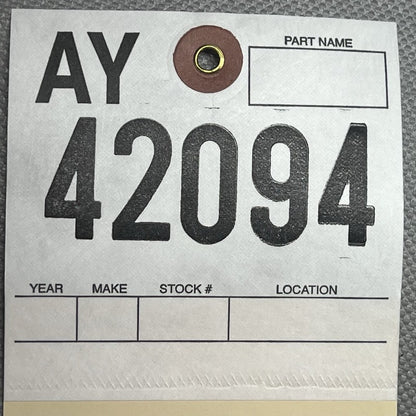 AY
PART NAME
42094
YEAR MAKE STOCK # LOCATION